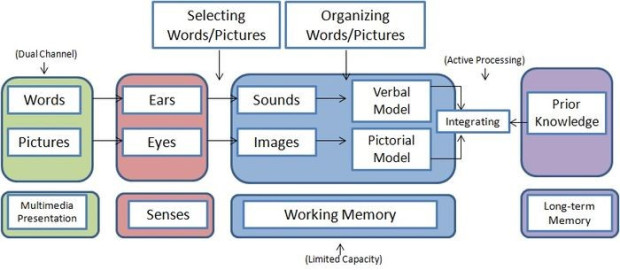 Selecting
Words/Pictures
Organizing
Words/Pictures
(Dual Channel)
(Active Processing)
Words
Ears
Sounds
Verbal
Model
Integrating
Prior
Knowledge
Pictures
Eyes
Images
Pictorial
Model
Multimedia
Presentation
Senses
Working Memory
Long-term
Memory
(Limited Capacity)